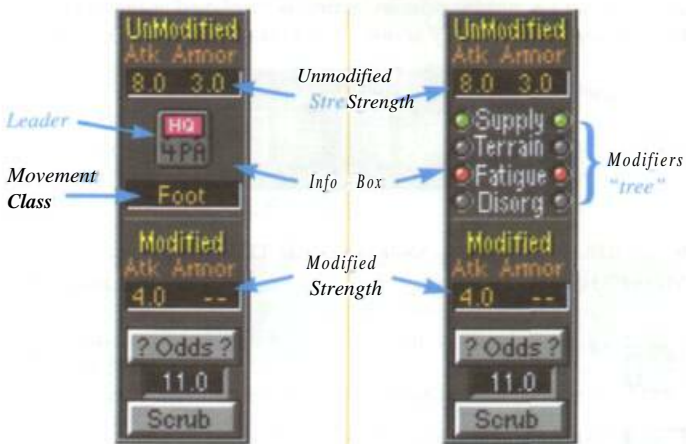 UnModified
Atk Armor
8.0 3.0
HQ
4 PA
Foot
Modified
Atk Armor
4.0 --
? Odds ?
11.0
Scrub
Leader
Movement
Class
Unmodified
Strength
Info Box
Modified
Strength
UnModified
Atk Armor
8.0 3.0
Supply
Terrain
Fatigue
Disorg
Modified
Atk Armor
4.0 --
? Odds ?
11.0
Scrub
Modifiers
"tree"